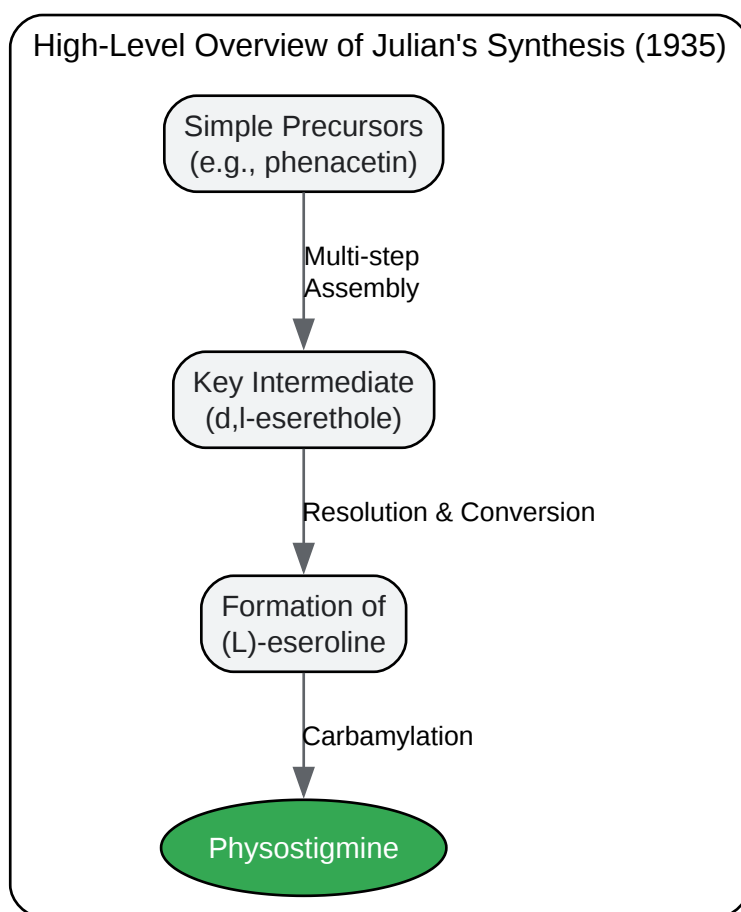 High-Level Overview of Julian's Synthesis (1935)
Simple Precursors
(e.g., phenacetin)
Multi-step
Assembly
Key Intermediate
(d,l-eserethole)
Resolution & Conversion
Formation of
(L)-eseroline
Carbamylation
Physostigmine